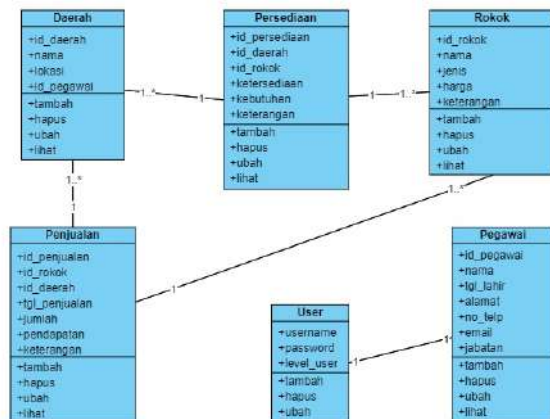 Daerah
+id_daerah
+nama
+lokasi
+id_pegawai
+tambah
+hapus
+ubah
+lihat
1..*
1
Persediaan
+id_persediaan
+id_daerah
+id_rokok
+ketersediaan
+kebutuhan
+keterangan
+tambah
+hapus
+ubah
+lihat
1
1..*
Rokok
+id_rokok
+nama
+jenis
+harga
+keterangan
+tambah
+hapus
+ubah
+lihat
1..*
1
1..*
1
Penjualan
+id_penjualan
+id_rokok
+id_daerah
+tgl_penjualan
+jumlah
+pendapatan
+keterangan
+tambah
+hapus
+ubah
+lihat
User
+username
+password
+level_user
+tambah
+hapus
+ubah
1
1
Pegawai
+id_pegawai
+nama
+tgl_lahir
+alamat
+no_telp
+email
+jabatan
+tambah
+hapus
+ubah
+lihat